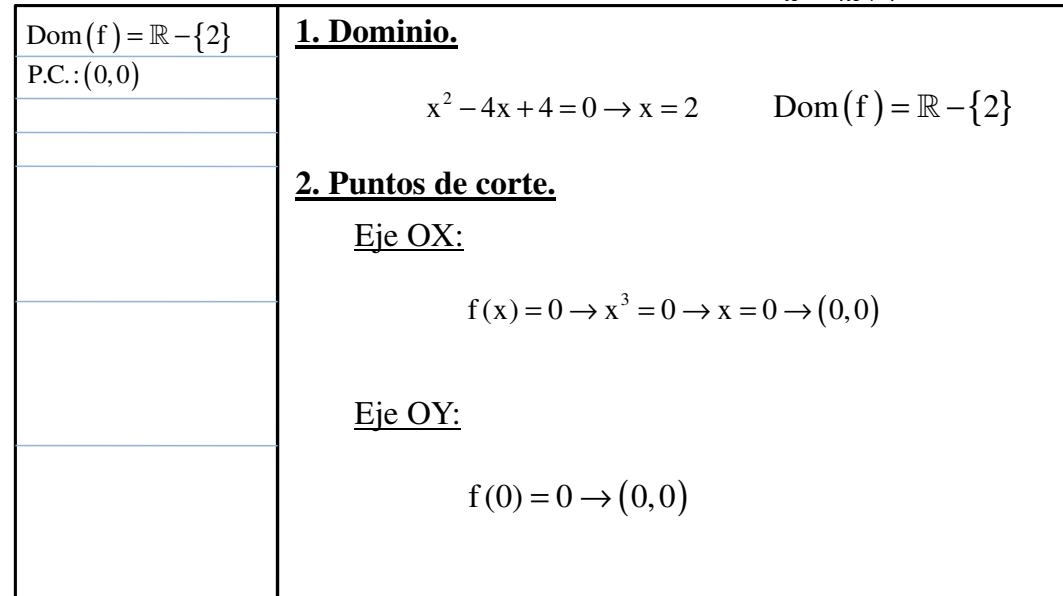 Dom(f) = ℝ – {2}
P.C.: (0,0)
1. Dominio.
x² – 4x + 4 = 0 → x = 2 Dom(f) = ℝ – {2}
2. Puntos de corte.
Eje OX:
f(x) = 0 → x³ = 0 → x = 0 → (0,0)
Eje OY:
f(0) = 0 → (0,0)